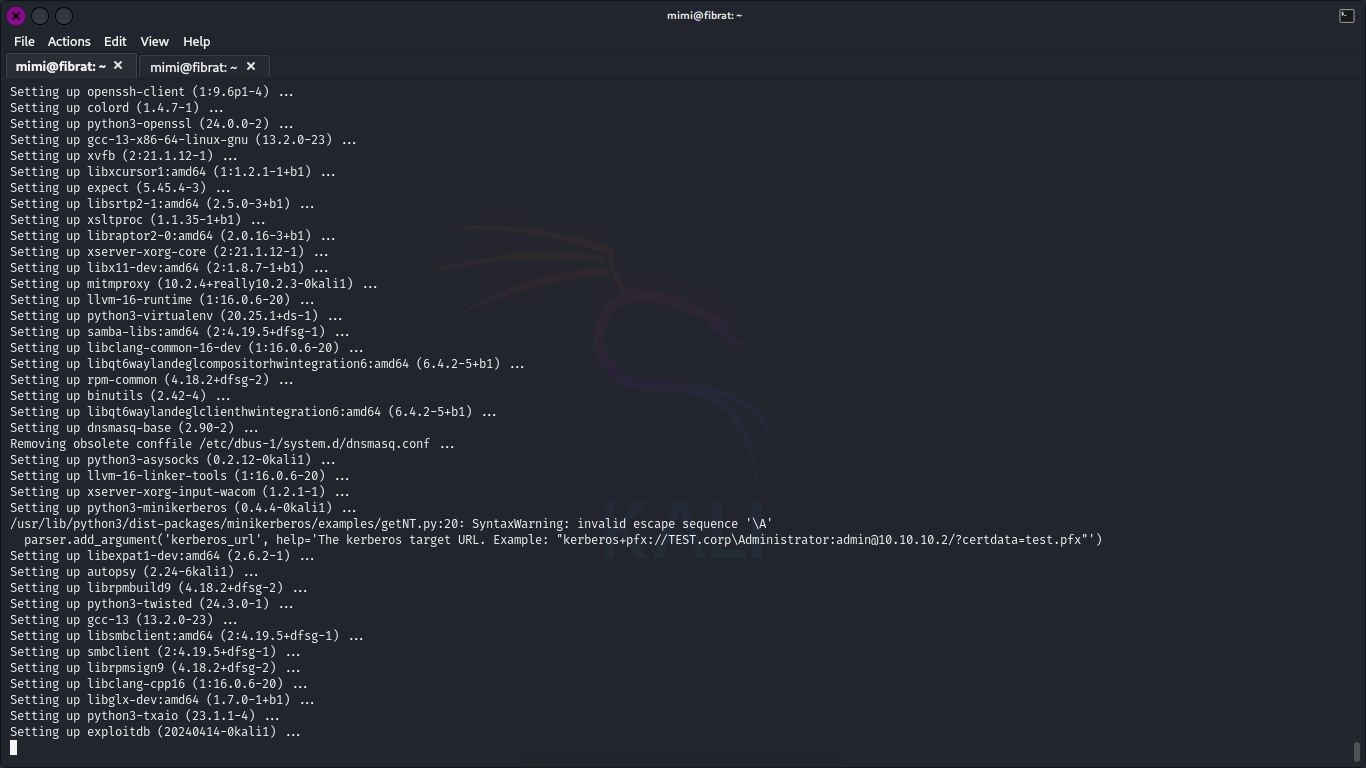 mimi@fibrat: ~
File Actions Edit View Help
mimi@fibrat: ~ × mimi@fibrat: ~ ×
Setting up openssh-client (1:9.6p1-4) ...
Setting up colord (1.4.7-1) ...
Setting up python3-openssl (24.0.0-2) ...
Setting up gcc-13-x86-64-linux-gnu (13.2.0-23) ...
Setting up xvfb (2:21.1.12-1) ...
Setting up libxcursor1:amd64 (1:1.2.1-1+b1) ...
Setting up expect (5.45.4-3) ...
Setting up libsrtp2-1:amd64 (2.5.0-3+b1) ...
Setting up xsltproc (1.1.35-1+b1) ...
Setting up libraptor2-0:amd64 (2.0.16-3+b1) ...
Setting up xserver-xorg-core (2:21.1.12-1) ...
Setting up libx11-dev:amd64 (2:1.8.7-1+b1) ...
Setting up mitmproxy (10.2.4+really10.2.3-0kali1) ...
Setting up llvm-16-runtime (1:16.0.6-20) ...
Setting up python3-virtualenv (20.25.1+ds-1) ...
Setting up samba-libs:amd64 (2:4.19.5+dfsg-1) ...
Setting up libclang-common-16-dev (1:16.0.6-20) ...
Setting up libqt6waylandeglcompositorhwintegration6:amd64 (6.4.2-5+b1) ...
Setting up rpm-common (4.18.2+dfsg-2) ...
Setting up binutils (2.42-4) ...
Setting up libqt6waylandeglclienthwintegration6:amd64 (6.4.2-5+b1) ...
Setting up dnsmasq-base (2.90-2) ...
Removing obsolete conffile /etc/dbus-1/system.d/dnsmasq.conf ...
Setting up python3-asysocks (0.2.12-0kali1) ...
Setting up llvm-16-linker-tools (1:16.0.6-20) ...
Setting up xserver-xorg-input-wacom (1.2.1-1) ...
Setting up python3-minikerberos (0.4.4-0kali1) ...
/usr/lib/python3/dist-packages/minikerberos/examples/getNT.py:20: SyntaxWarning: invalid escape sequence '\A'
  parser.add_argument('kerberos_url', help='The kerberos target URL. Example: "kerberos+pfx://TEST.corp\Administrator:admin@10.10.10.2/?certdata=test.pfx"')
Setting up libexpat1-dev:amd64 (2.6.2-1) ...
Setting up autopsy (2.24-6kali1) ...
Setting up librpmbuild9 (4.18.2+dfsg-2) ...
Setting up python3-twisted (24.3.0-1) ...
Setting up gcc-13 (13.2.0-23) ...
Setting up libsmbclient:amd64 (2:4.19.5+dfsg-1) ...
Setting up smbclient (2:4.19.5+dfsg-1) ...
Setting up librpmsign9 (4.18.2+dfsg-2) ...
Setting up libclang-cpp16 (1:16.0.6-20) ...
Setting up libglx-dev:amd64 (1.7.0-1+b1) ...
Setting up python3-txaio (23.1.1-4) ...
Setting up exploitdb (20240414-0kali1) ...
KALI